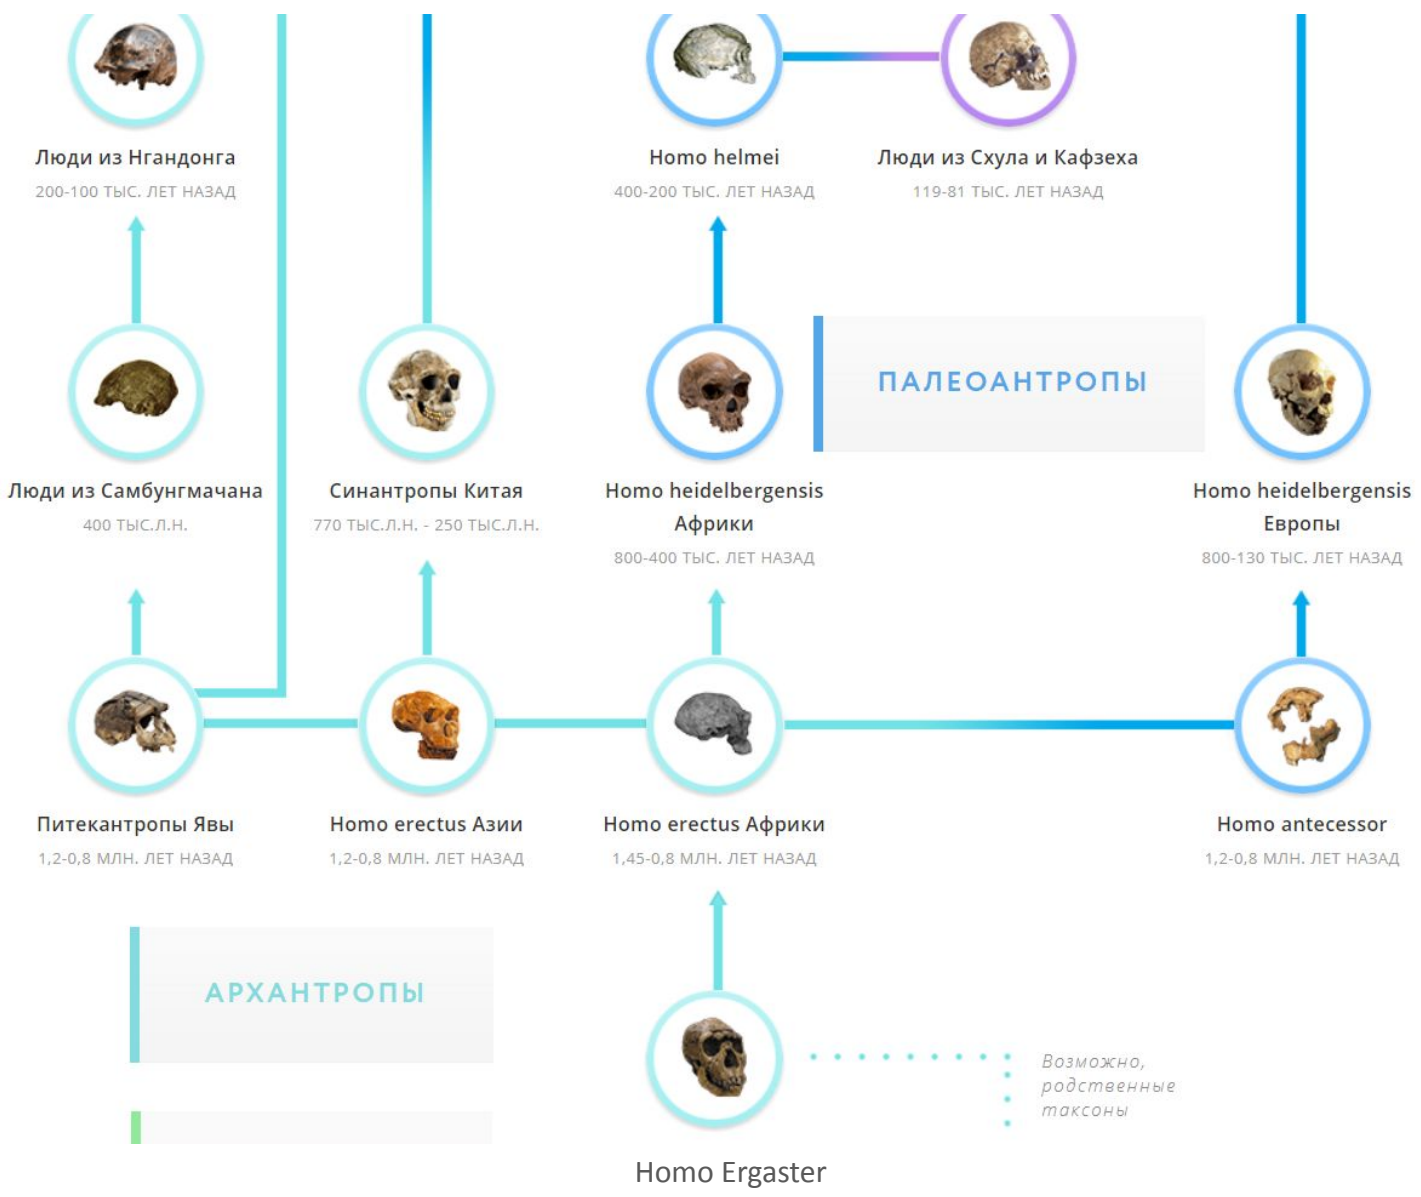 Люди из Нгандонга
200-100 ТЫС. ЛЕТ НАЗАД
Homo helmei
400-200 ТЫС. ЛЕТ НАЗАД
Люди из Схула и Кафзеха
119-81 ТЫС. ЛЕТ НАЗАД
ПАЛЕОАНТРОПЫ
Люди из Самбунгмачана
400 ТЫС.Л.Н.
Синантропы Китая
770 ТЫС.Л.Н. - 250 ТЫС.Л.Н.
Homo heidelbergensis
Африки
800-400 ТЫС. ЛЕТ НАЗАД
Homo heidelbergensis
Европы
800-130 ТЫС. ЛЕТ НАЗАД
Питекантропы Явы
1,2-0,8 МЛН. ЛЕТ НАЗАД
Homo erectus Азии
1,2-0,8 МЛН. ЛЕТ НАЗАД
Homo erectus Африки
1,45-0,8 МЛН. ЛЕТ НАЗАД
Homo antecessor
1,2-0,8 МЛН. ЛЕТ НАЗАД
АРХАНТРОПЫ
Возможно,
родственные
таксоны
Homo Ergaster